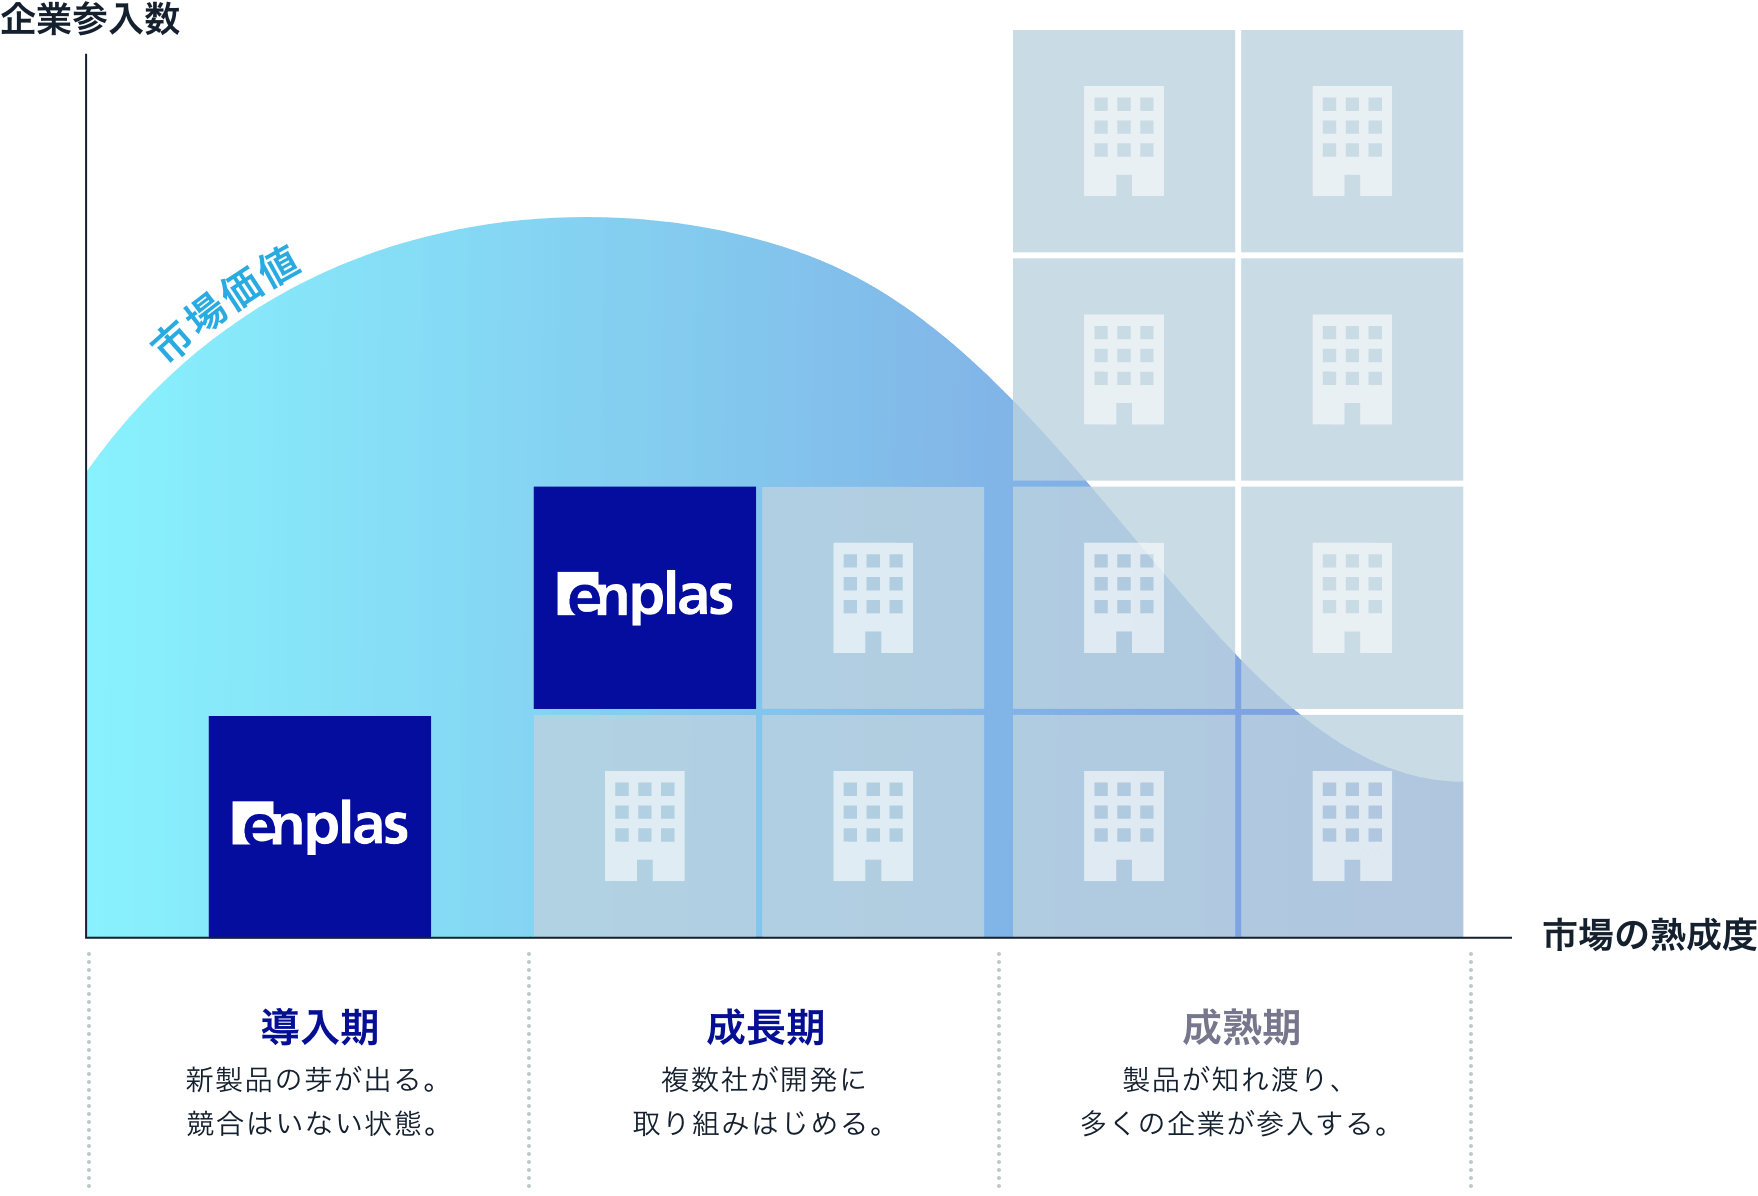 企業参入数
市場価値
enplas
enplas
市場の熟成度
導入期
新製品の芽が出る。
競合はいない状態。
成長期
複数社が開発に
取り組みはじめる。
成熟期
製品が知れ渡り、
多くの企業が参入する。